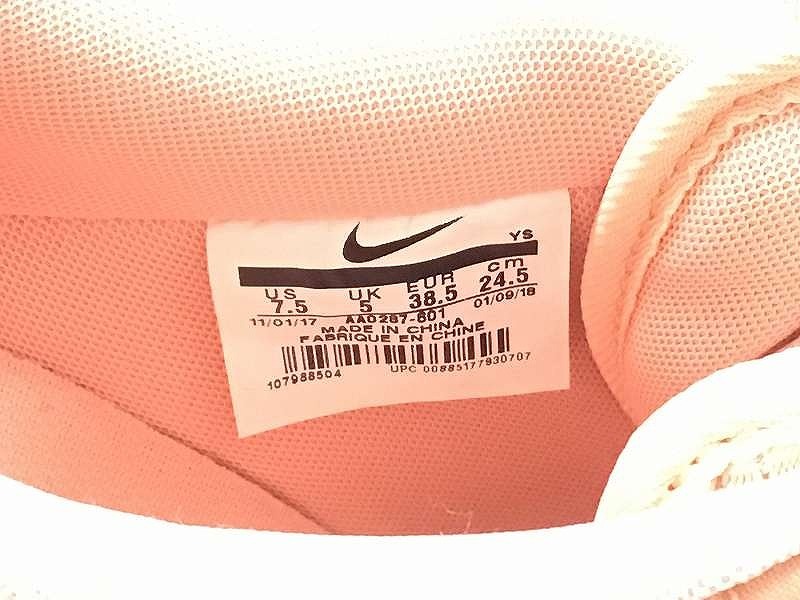 YS
US UK EUR cm
7.5 5 38.5 24.5
11/01/17 AA0287-601 01/09/18
MADE IN CHINA
FABRIQUE EN CHINE
107988504 UPC 00885177930707